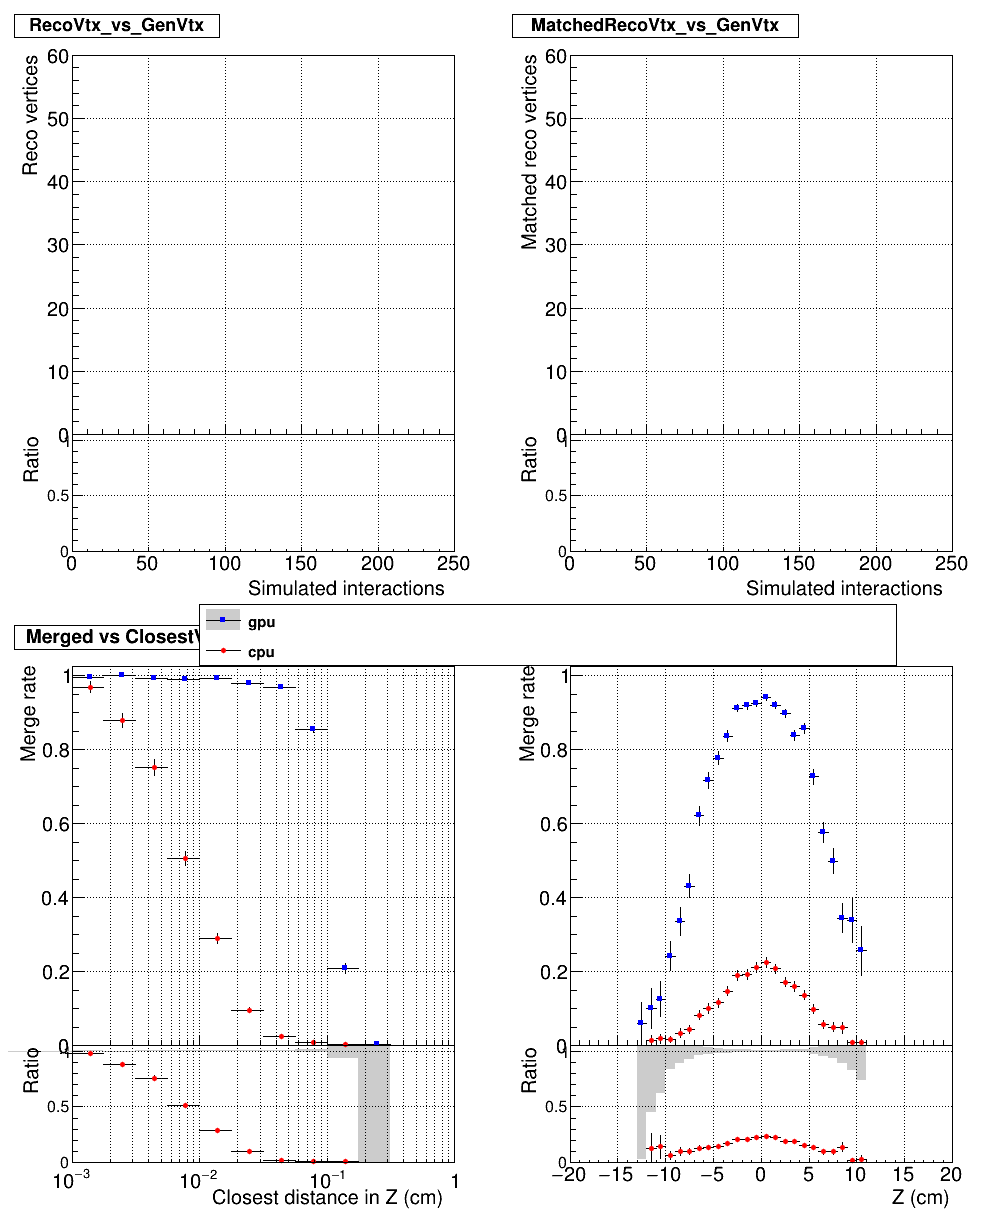 RecoVtx_vs_GenVtx
Reco vertices
60
50
40
30
20
10
0
Ratio
1
0.5
0
0 50 100 150 200 250
Simulated interactions
MatchedRecoVtx_vs_GenVtx
Matched reco vertices
60
50
40
30
20
10
0
Ratio
1
0.5
0
0 50 100 150 200 250
Simulated interactions
gpu
cpu
Merged vs Closest
Merge rate
1
0.8
0.6
0.4
0.2
0
Ratio
1
0.5
0
10⁻³ 10⁻² 10⁻¹ 1
Closest distance in Z (cm)
Merge rate
1
0.8
0.6
0.4
0.2
0
Ratio
1
0.5
0
−20 −15 −10 −5 0 5 10 15 20
Z (cm)